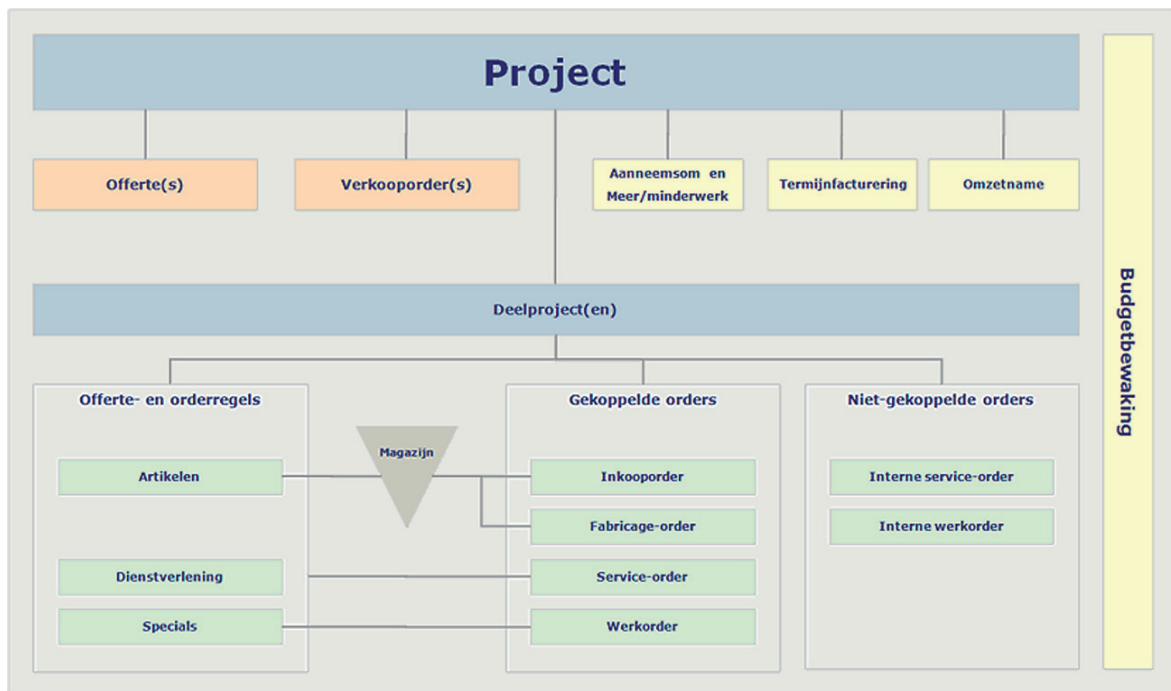 Project
Offerte(s)
Verkooporder(s)
Aanneemsom en
Meer/minderwerk
Termijnfacturering
Omzetname
Budgetbewaking
Deelproject(en)
Offerte- en orderregels
Gekoppelde orders
Niet-gekoppelde orders
Magazijn
Artikelen
Inkooporder
Interne service-order
Fabricage-order
Interne werkorder
Dienstverlening
Service-order
Specials
Werkorder